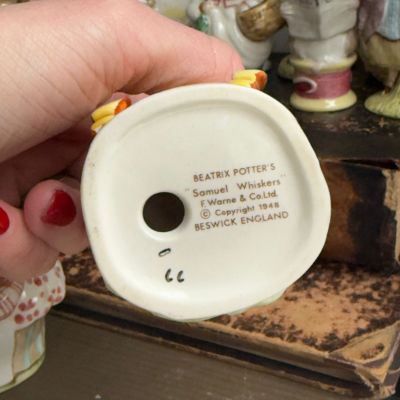 BEATRIX POTTER'S
"Samuel Whiskers"
F. Warne & Co. Ltd.
© Copyright 1948
BESWICK ENGLAND